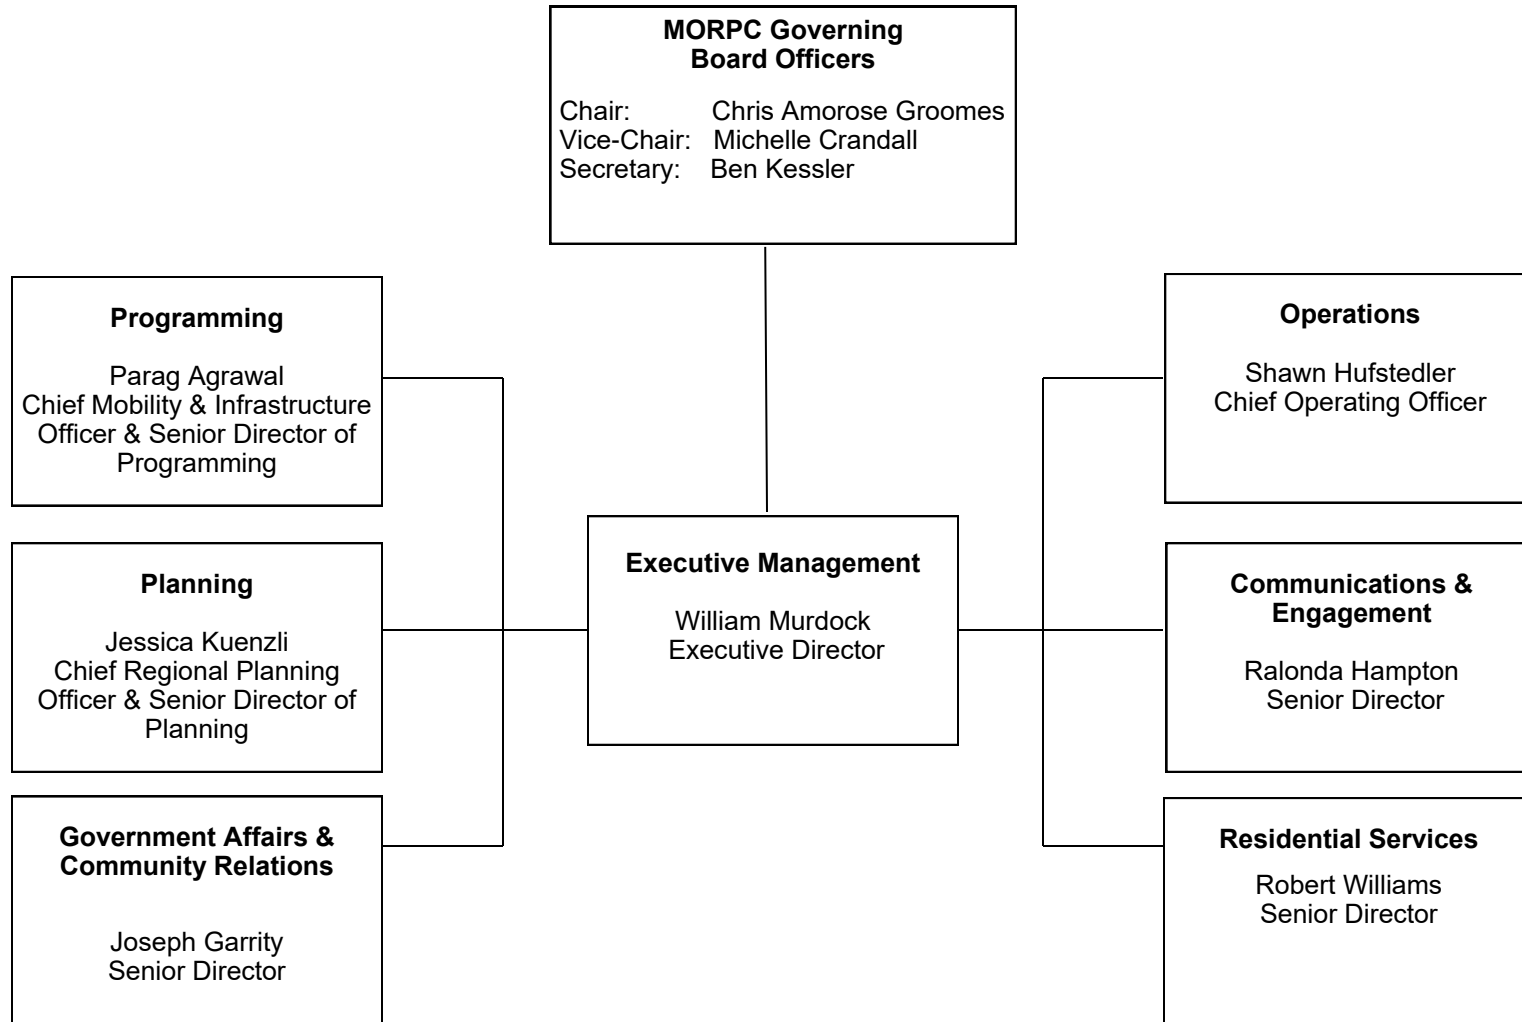 MORPC Governing
Board Officers
Chair: Chris Amorose Groomes
Vice-Chair: Michelle Crandall
Secretary: Ben Kessler
Programming
Parag Agrawal
Chief Mobility & Infrastructure
Officer & Senior Director of
Programming
Operations
Shawn Hufstedler
Chief Operating Officer
Executive Management
William Murdock
Executive Director
Planning
Jessica Kuenzli
Chief Regional Planning
Officer & Senior Director of
Planning
Communications &
Engagement
Ralonda Hampton
Senior Director
Government Affairs &
Community Relations
Joseph Garrity
Senior Director
Residential Services
Robert Williams
Senior Director